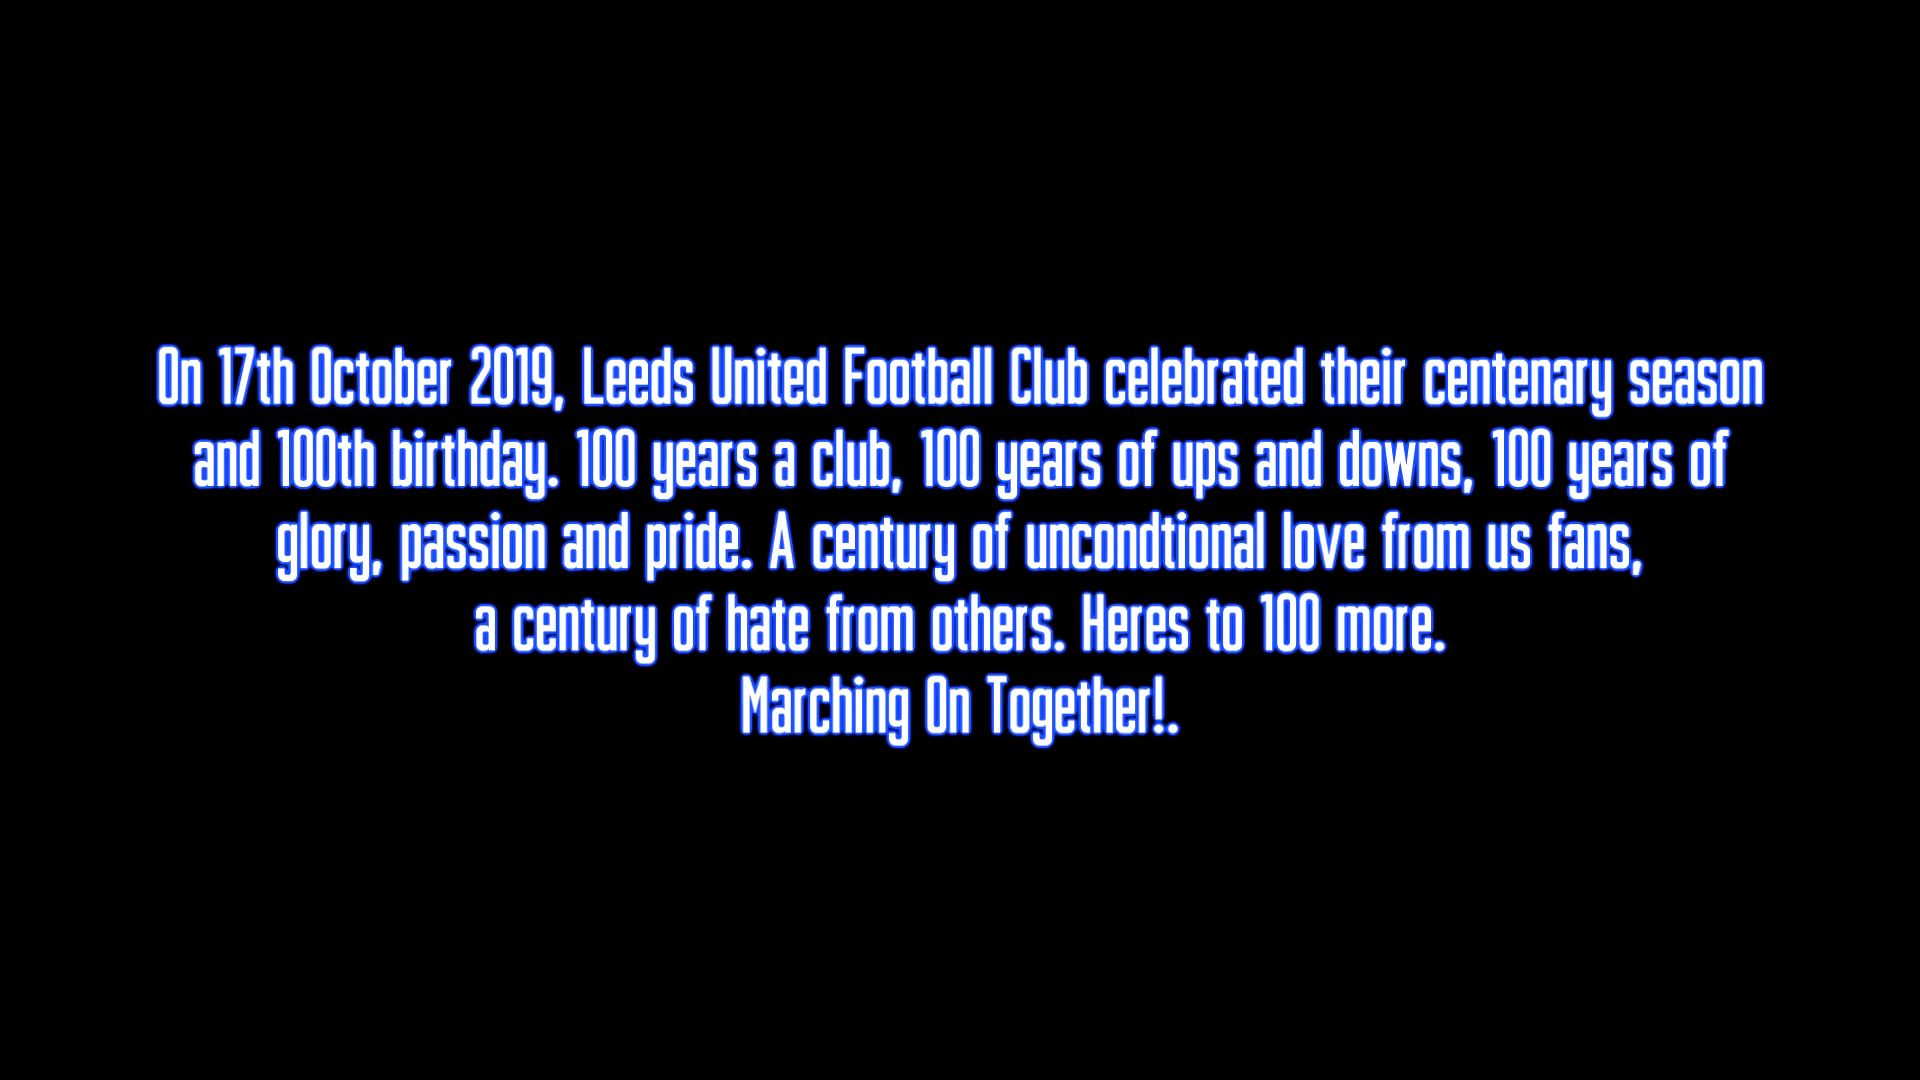 On 17th October 2019, Leeds United Football Club celebrated their centenary season
and 100th birthday. 100 years a club, 100 years of ups and downs, 100 years of
glory, passion and pride. A century of uncondtional love from us fans,
a century of hate from others. Heres to 100 more.
Marching On Together!.